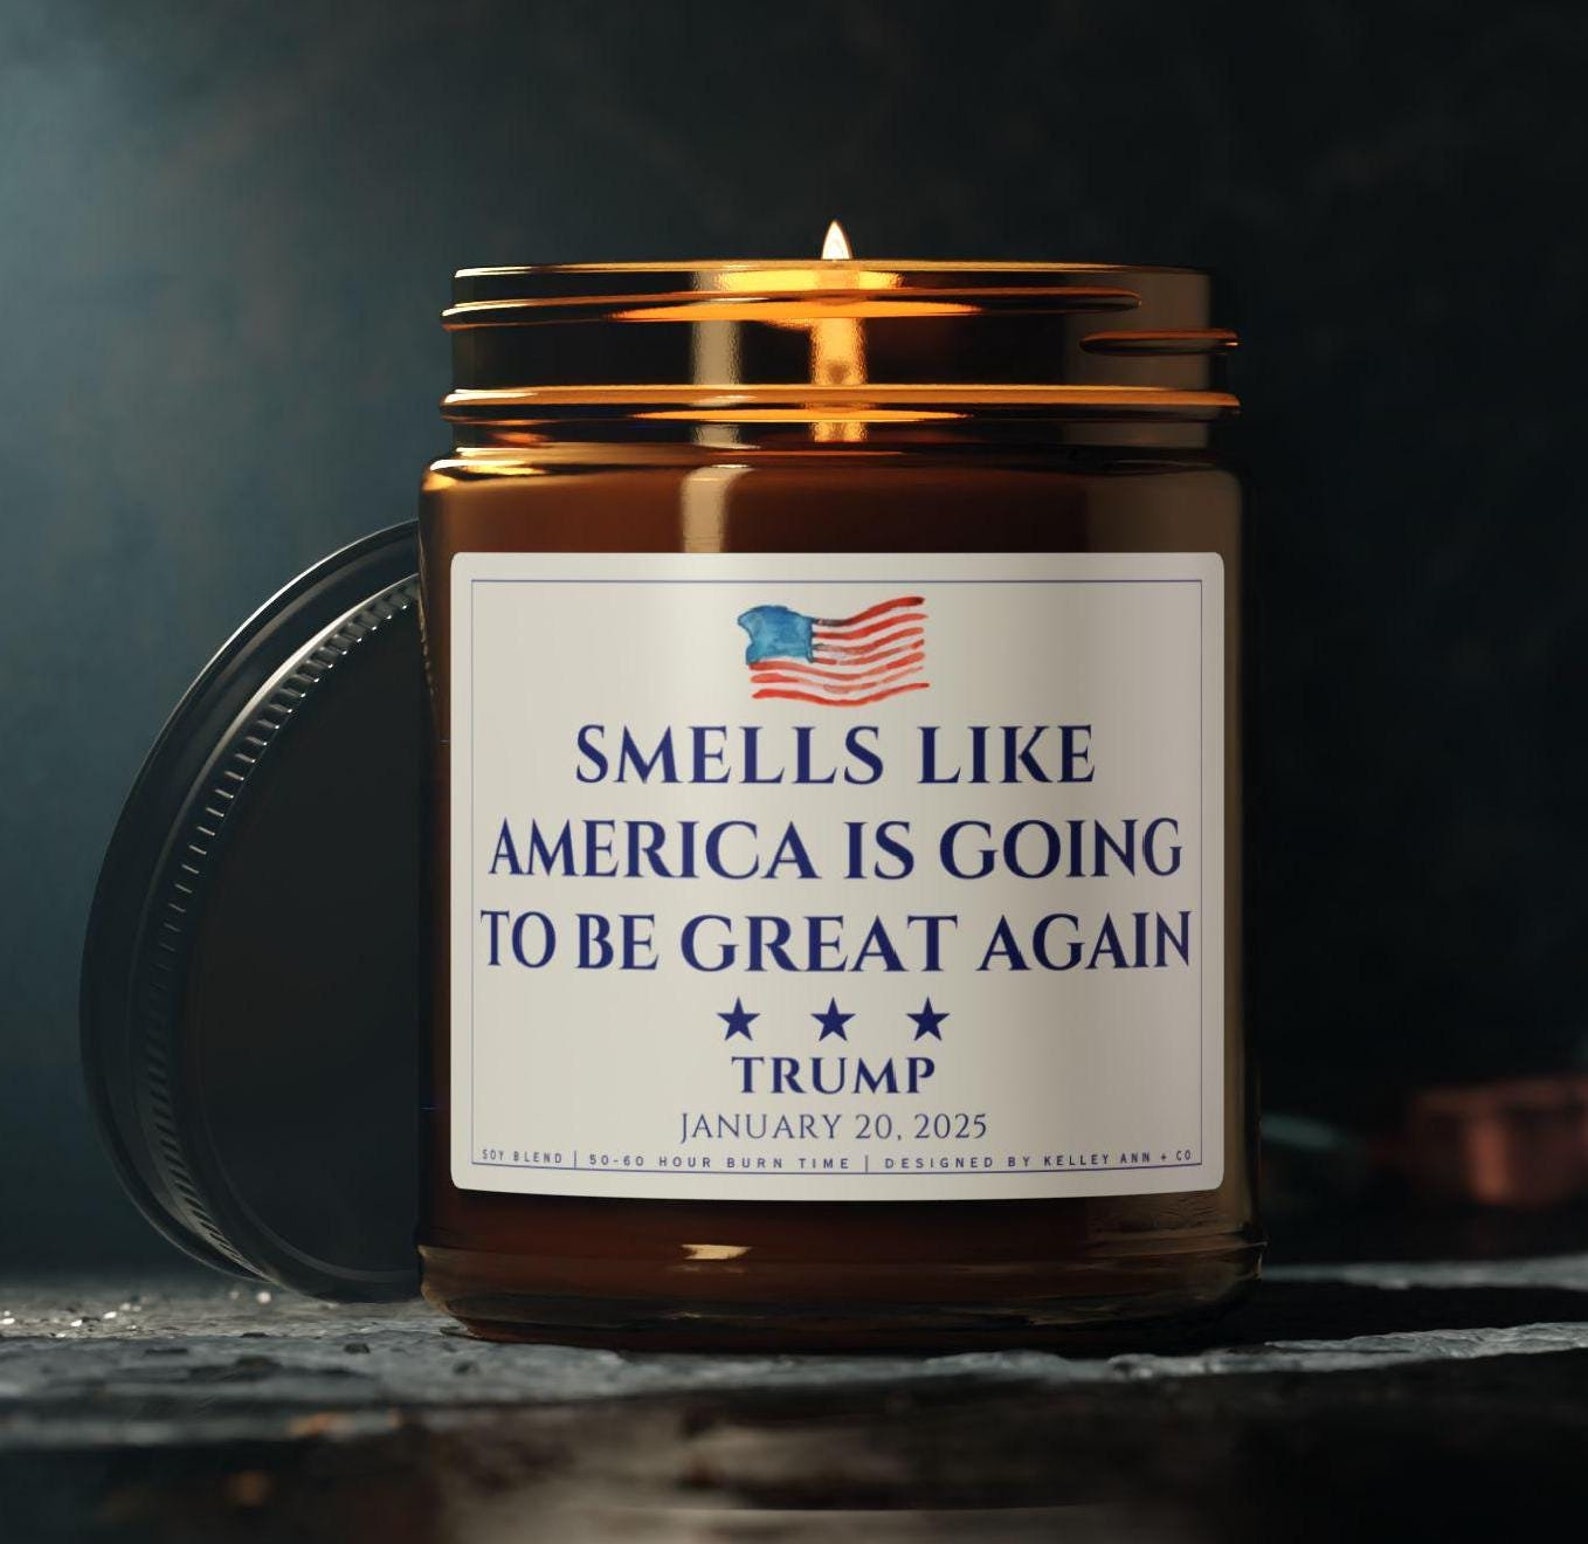 SMELLS LIKE
AMERICA IS GOING
TO BE GREAT AGAIN
TRUMP
JANUARY 20, 2025
SOY BLEND | 50-60 HOUR BURN TIME | DESIGNED BY KELLEY ANN + CO